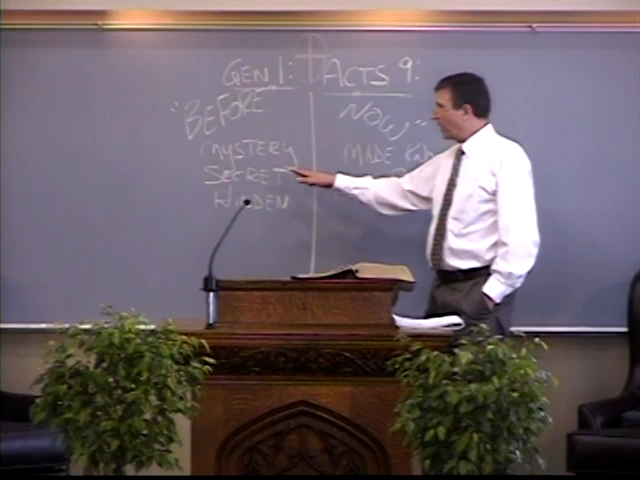 GEN 1:
"BEFORE
MYSTERY
SECRET
HIDDEN
ACTS 9:
NOW"
MADE